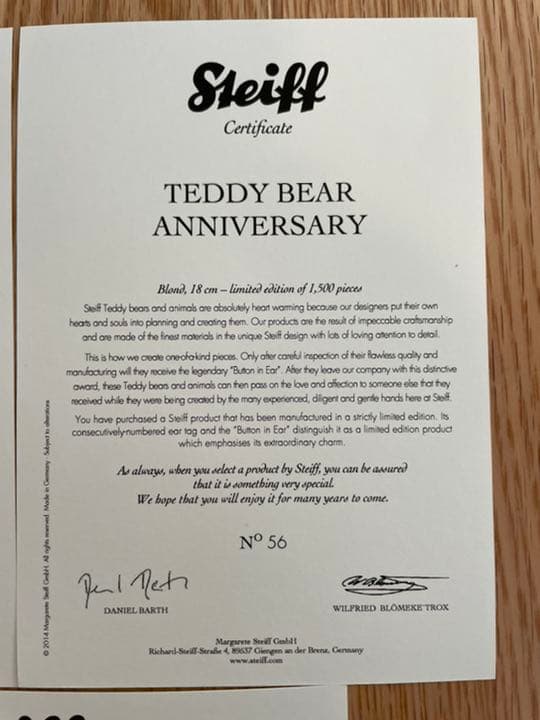 Steiff
Certificate
TEDDY BEAR
ANNIVERSARY
Blond, 18 cm – limited edition of 1,500 pieces
Steiff Teddy bears and animals are absolutely heart warming because our designers put their own
hearts and souls into planning and creating them. Our products are the result of impeccable craftsmanship
and are made of the finest materials in the unique Steiff design with lots of loving attention to detail.
This is how we create one-of-a-kind pieces. Only after careful inspection of their flawless quality and
manufacturing will they receive the legendary "Button in Ear". After they leave our company with this distinctive
award, these Teddy bears and animals can then pass on the love and affection to someone else that they
received while they were being created by the many experienced, diligent and gentle hands here at Steiff.
You have purchased a Steiff product that has been manufactured in a strictly limited edition. Its
consecutively-numbered ear tag and the "Button in Ear" distinguish it as a limited edition product
which emphasises its extraordinary charm.
As always, when you select a product by Steiff, you can be assured
that it is something very special.
We hope that you will enjoy it for many years to come.
Nº 56
DANIEL BARTH
WILFRIED BLÖMEKE TROX
Margarete Steiff GmbH
Richard-Steiff-Straße 4, 89537 Giengen an der Brenz, Germany
www.steiff.com
© 2014 Margarete Steiff GmbH. All rights reserved. Made in Germany · Subject to alterations